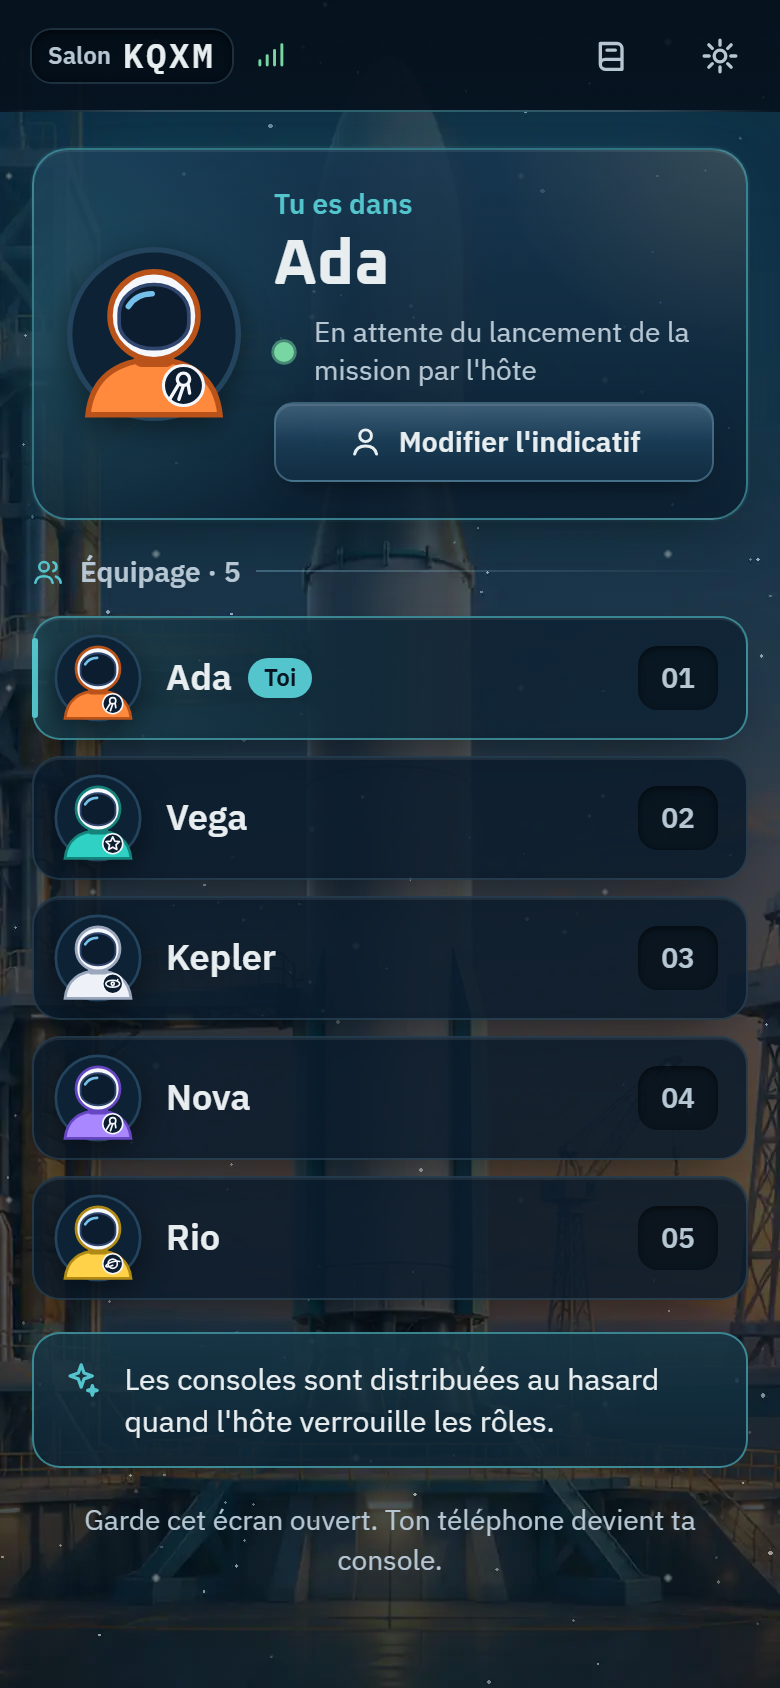 Salon KQXM
Tu es dans
Ada
En attente du lancement de la
mission par l'hôte
Modifier l'indicatif
Équipage · 5
Ada Toi 01
Vega 02
Kepler 03
Nova 04
Rio 05
Les consoles sont distribuées au hasard
quand l'hôte verrouille les rôles.
Garde cet écran ouvert. Ton téléphone devient ta
console.